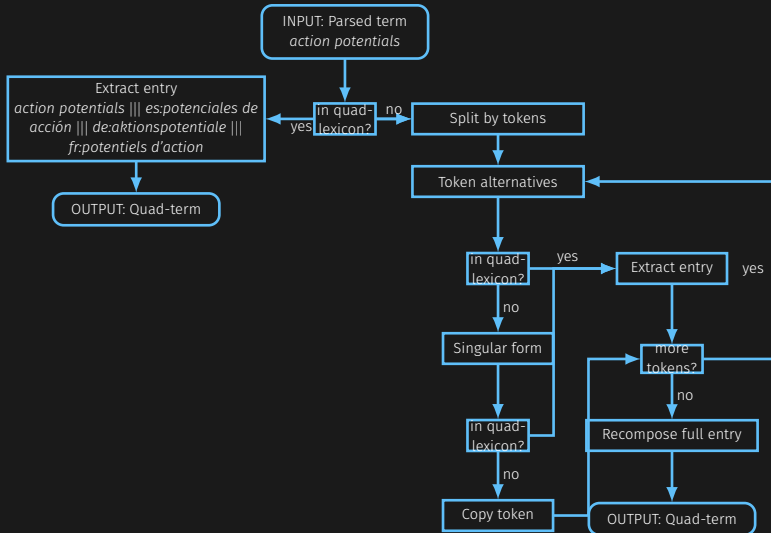 INPUT: Parsed term
action potentials
Extract entry
action potentials ||| es:potenciales de
acción ||| de:aktionspotentiale |||
fr:potentiels d'action
yes
in quad-
lexicon?
no
Split by tokens
OUTPUT: Quad-term
Token alternatives
in quad-
lexicon?
yes
Extract entry
yes
no
Singular form
more
tokens?
no
in quad-
lexicon?
Recompose full entry
no
Copy token
OUTPUT: Quad-term